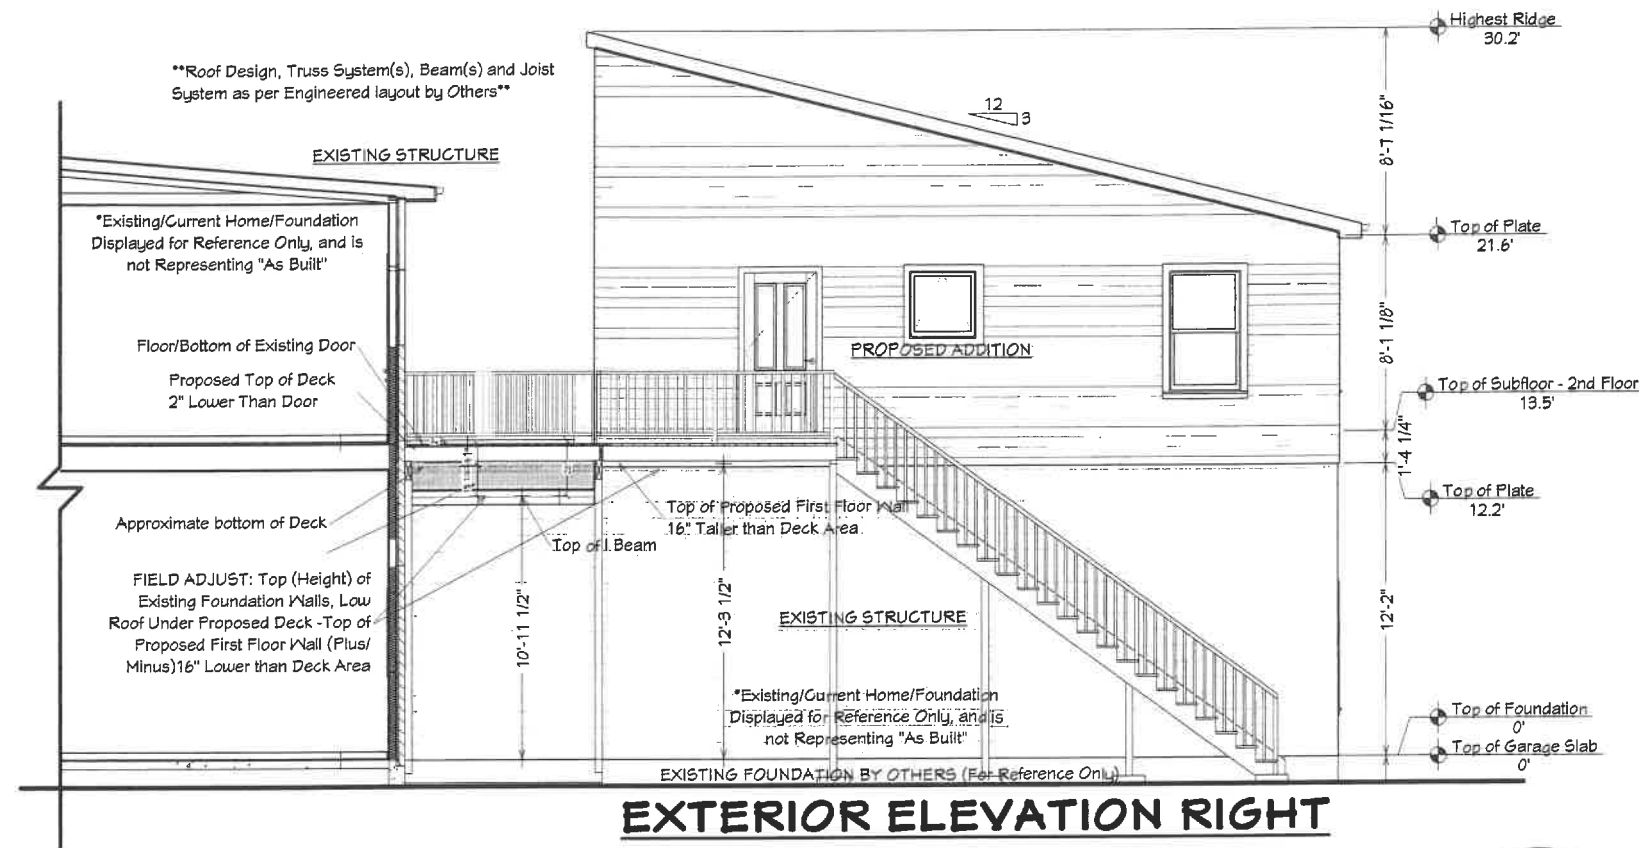 **Roof Design, Truss System(s), Beam(s) and Joist
System as per Engineered layout by Others**
EXISTING STRUCTURE
*Existing/Current Home/Foundation
Displayed for Reference Only, and is
not Representing "As Built"
Floor/Bottom of Existing Door
Proposed Top of Deck
2" Lower Than Door
Approximate bottom of Deck
FIELD ADJUST: Top (Height) of
Existing Foundation Walls, Low
Roof Under Proposed Deck -Top of
Proposed First Floor Wall (Plus/
Minus)16" Lower than Deck Area
12
3
PROPOSED ADDITION
Top of Proposed First Floor Wall
16" Taller than Deck Area
Top of I Beam
10'-11 1/2"
12'-3 1/2"
EXISTING STRUCTURE
*Existing/Current Home/Foundation
Displayed for Reference Only, and is
not Representing "As Built"
EXISTING FOUNDATION BY OTHERS (For Reference Only)
Highest Ridge
30.2'
8'-7 1/16"
Top of Plate
21.6'
8'-1 1/8"
Top of Subfloor - 2nd Floor
13.5'
1'-4 1/4"
Top of Plate
12.2'
12'-2"
Top of Foundation
0'
Top of Garage Slab
0'
EXTERIOR ELEVATION RIGHT